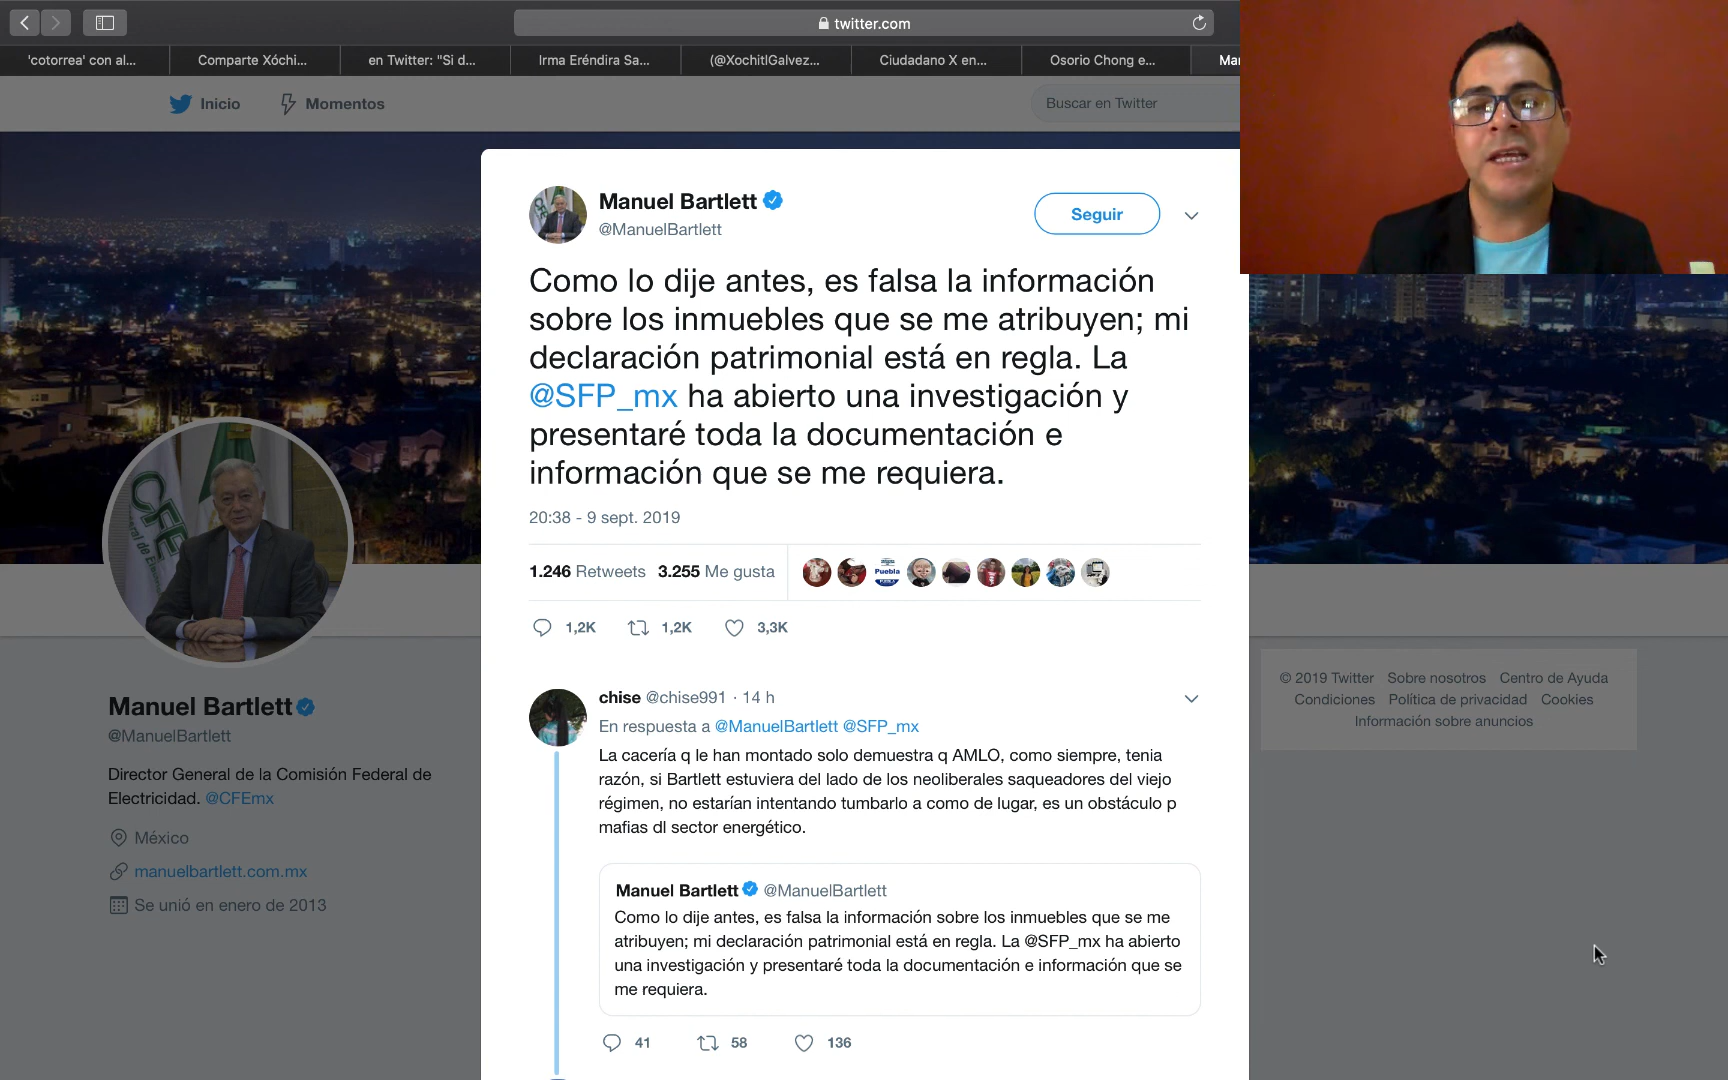 twitter.com
'cotorrea' con al...
Comparte Xóchi...
en Twitter: "Si d...
Irma Eréndira Sa...
(@XochitlGalvez...
Ciudadano X en...
Osorio Chong e...
Inicio
Momentos
Buscar en Twitter
Manuel Bartlett
@ManuelBartlett
Seguir
Como lo dije antes, es falsa la información
sobre los inmuebles que se me atribuyen; mi
declaración patrimonial está en regla. La
@SFP_mx ha abierto una investigación y
presentaré toda la documentación e
información que se me requiera.
20:38 - 9 sept. 2019
1.246 Retweets 3.255 Me gusta
Puebla
1,2K 1,2K 3,3K
chise @chise991 · 14 h
En respuesta a @ManuelBartlett @SFP_mx
La cacería q le han montado solo demuestra q AMLO, como siempre, tenia
razón, si Bartlett estuviera del lado de los neoliberales saqueadores del viejo
régimen, no estarían intentando tumbarlo a como de lugar, es un obstáculo p
mafias dl sector energético.
Manuel Bartlett @ManuelBartlett
Como lo dije antes, es falsa la información sobre los inmuebles que se me
atribuyen; mi declaración patrimonial está en regla. La @SFP_mx ha abierto
una investigación y presentaré toda la documentación e información que se
me requiera.
41 58 136
CFE
Manuel Bartlett
@ManuelBartlett
Director General de la Comisión Federal de
Electricidad. @CFEmx
México
manuelbartlett.com.mx
Se unió en enero de 2013
© 2019 Twitter Sobre nosotros Centro de Ayuda
Condiciones Política de privacidad Cookies
Información sobre anuncios